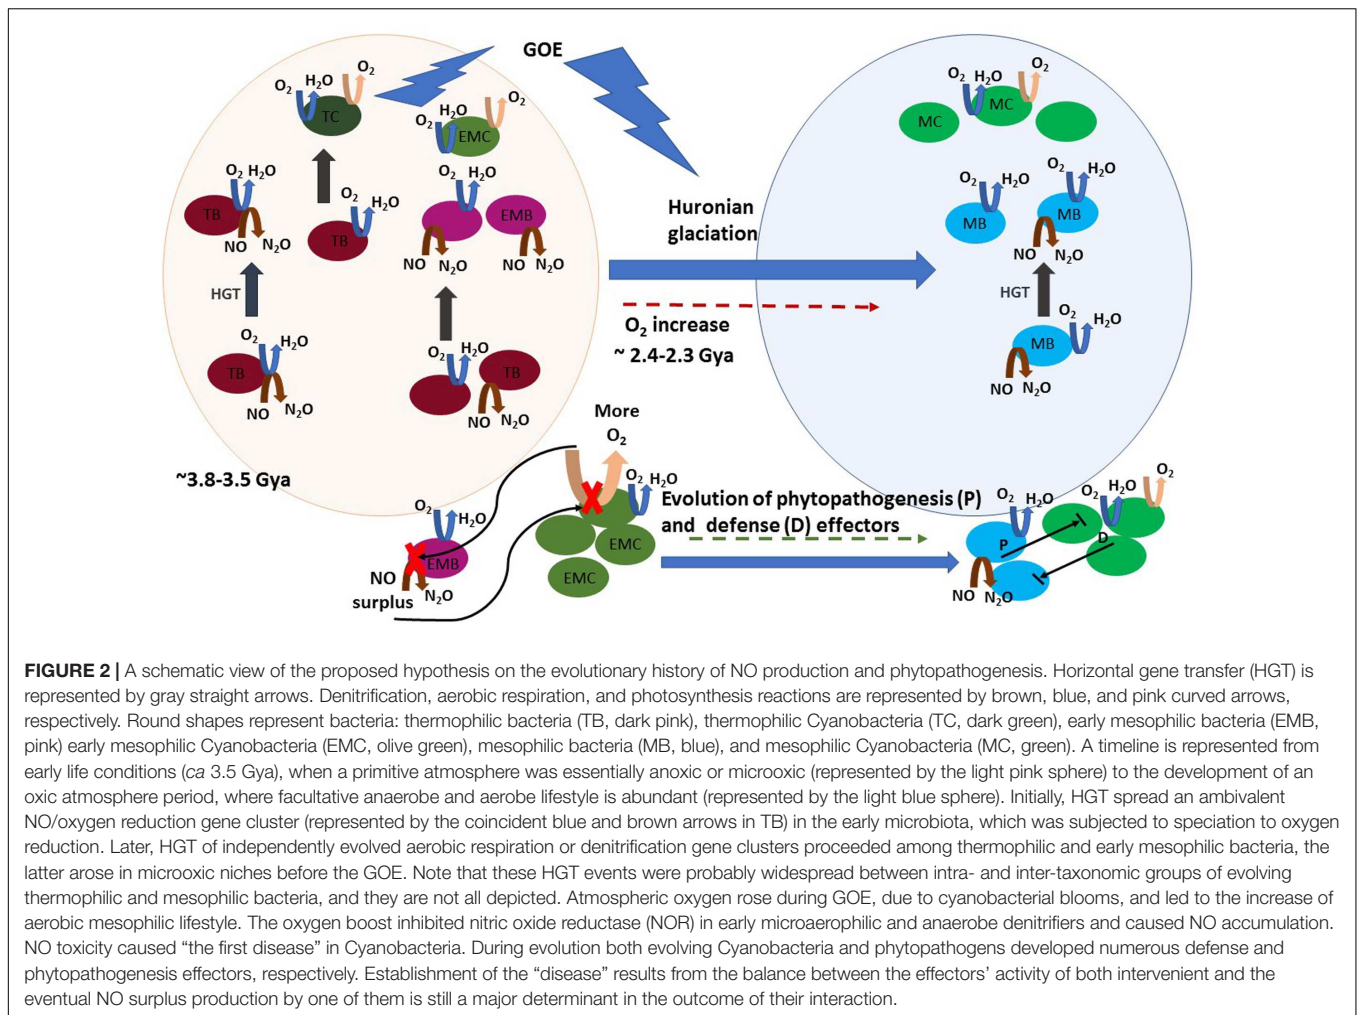 GOE
O2
H2O
O2
TC
O2
H2O
O2
EMC
O2 H2O
TB
NO
N2O
O2
H2O
TB
O2
H2O
EMB
NO
N2O
NO
N2O
HGT
O2
H2O
TB
NO
N2O
O2
H2O
TB
NO
N2O
~3.8-3.5 Gya
Huronian
glaciation
O2 increase
~ 2.4-2.3 Gya
O2
H2O
O2
MC
MC
O2
H2O
MB
O2
H2O
MB
NO
N2O
HGT
O2
H2O
MB
NO
N2O
More
O2
O2
H2O
EMC
EMC
O2
H2O
EMB
NO
surplus
N2O
Evolution of phytopathogenesis (P)
and defense (D) effectors
O2
H2O
P
NO
N2O
O2
H2O
O2
D
FIGURE 2 | A schematic view of the proposed hypothesis on the evolutionary history of NO production and phytopathogenesis. Horizontal gene transfer (HGT) is
represented by gray straight arrows. Denitrification, aerobic respiration, and photosynthesis reactions are represented by brown, blue, and pink curved arrows,
respectively. Round shapes represent bacteria: thermophilic bacteria (TB, dark pink), thermophilic Cyanobacteria (TC, dark green), early mesophilic bacteria (EMB,
pink) early mesophilic Cyanobacteria (EMC, olive green), mesophilic bacteria (MB, blue), and mesophilic Cyanobacteria (MC, green). A timeline is represented from
early life conditions (ca 3.5 Gya), when a primitive atmosphere was essentially anoxic or microoxic (represented by the light pink sphere) to the development of an
oxic atmosphere period, where facultative anaerobe and aerobe lifestyle is abundant (represented by the light blue sphere). Initially, HGT spread an ambivalent
NO/oxygen reduction gene cluster (represented by the coincident blue and brown arrows in TB) in the early microbiota, which was subjected to speciation to oxygen
reduction. Later, HGT of independently evolved aerobic respiration or denitrification gene clusters proceeded among thermophilic and early mesophilic bacteria, the
latter arose in microoxic niches before the GOE. Note that these HGT events were probably widespread between intra- and inter-taxonomic groups of evolving
thermophilic and mesophilic bacteria, and they are not all depicted. Atmospheric oxygen rose during GOE, due to cyanobacterial blooms, and led to the increase of
aerobic mesophilic lifestyle. The oxygen boost inhibited nitric oxide reductase (NOR) in early microaerophilic and anaerobe denitrifiers and caused NO accumulation.
NO toxicity caused “the first disease” in Cyanobacteria. During evolution both evolving Cyanobacteria and phytopathogens developed numerous defense and
phytopathogenesis effectors, respectively. Establishment of the “disease” results from the balance between the effectors’ activity of both intervenient and the
eventual NO surplus production by one of them is still a major determinant in the outcome of their interaction.